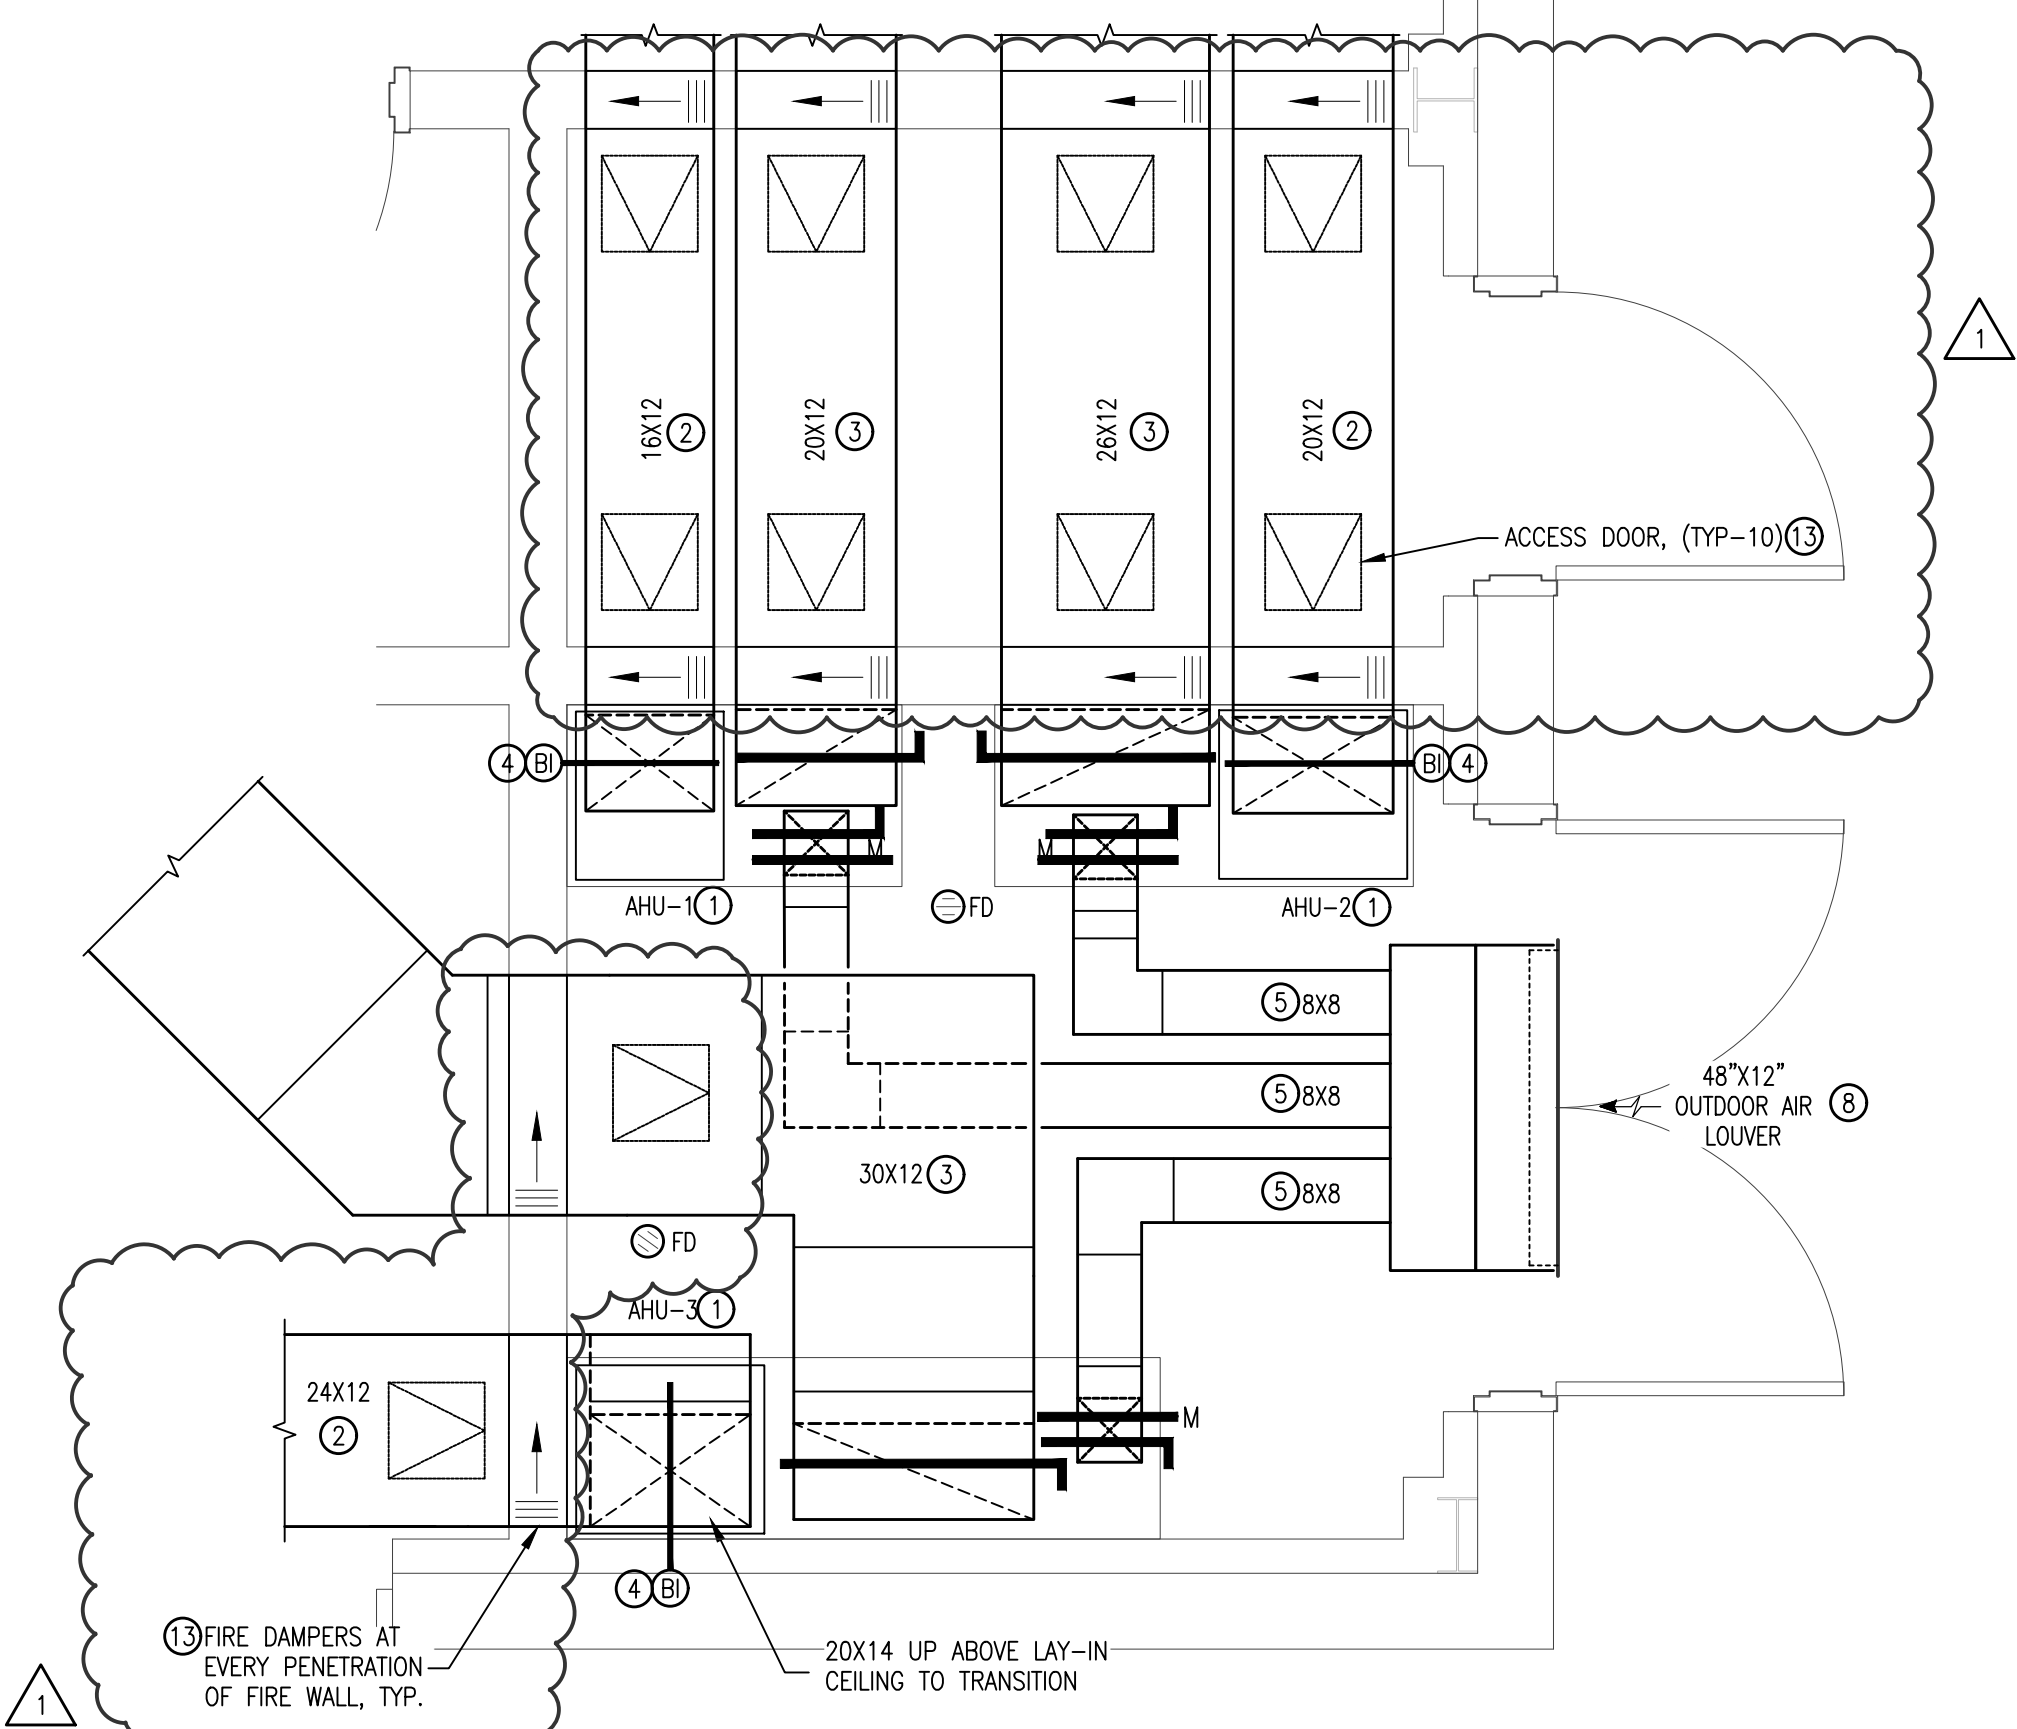 1
16X12 2
20X12 3
26X12 3
20X12 2
ACCESS DOOR, (TYP-10) 13
4 BI
BI 4
M
M
AHU-1 1
FD
AHU-2 1
5 8X8
5 8X8
48"X12"
OUTDOOR AIR 8
LOUVER
30X12 3
5 8X8
FD
AHU-3 1
24X12
2
M
4 BI
13 FIRE DAMPERS AT
EVERY PENETRATION
OF FIRE WALL, TYP.
20X14 UP ABOVE LAY-IN
CEILING TO TRANSITION
1